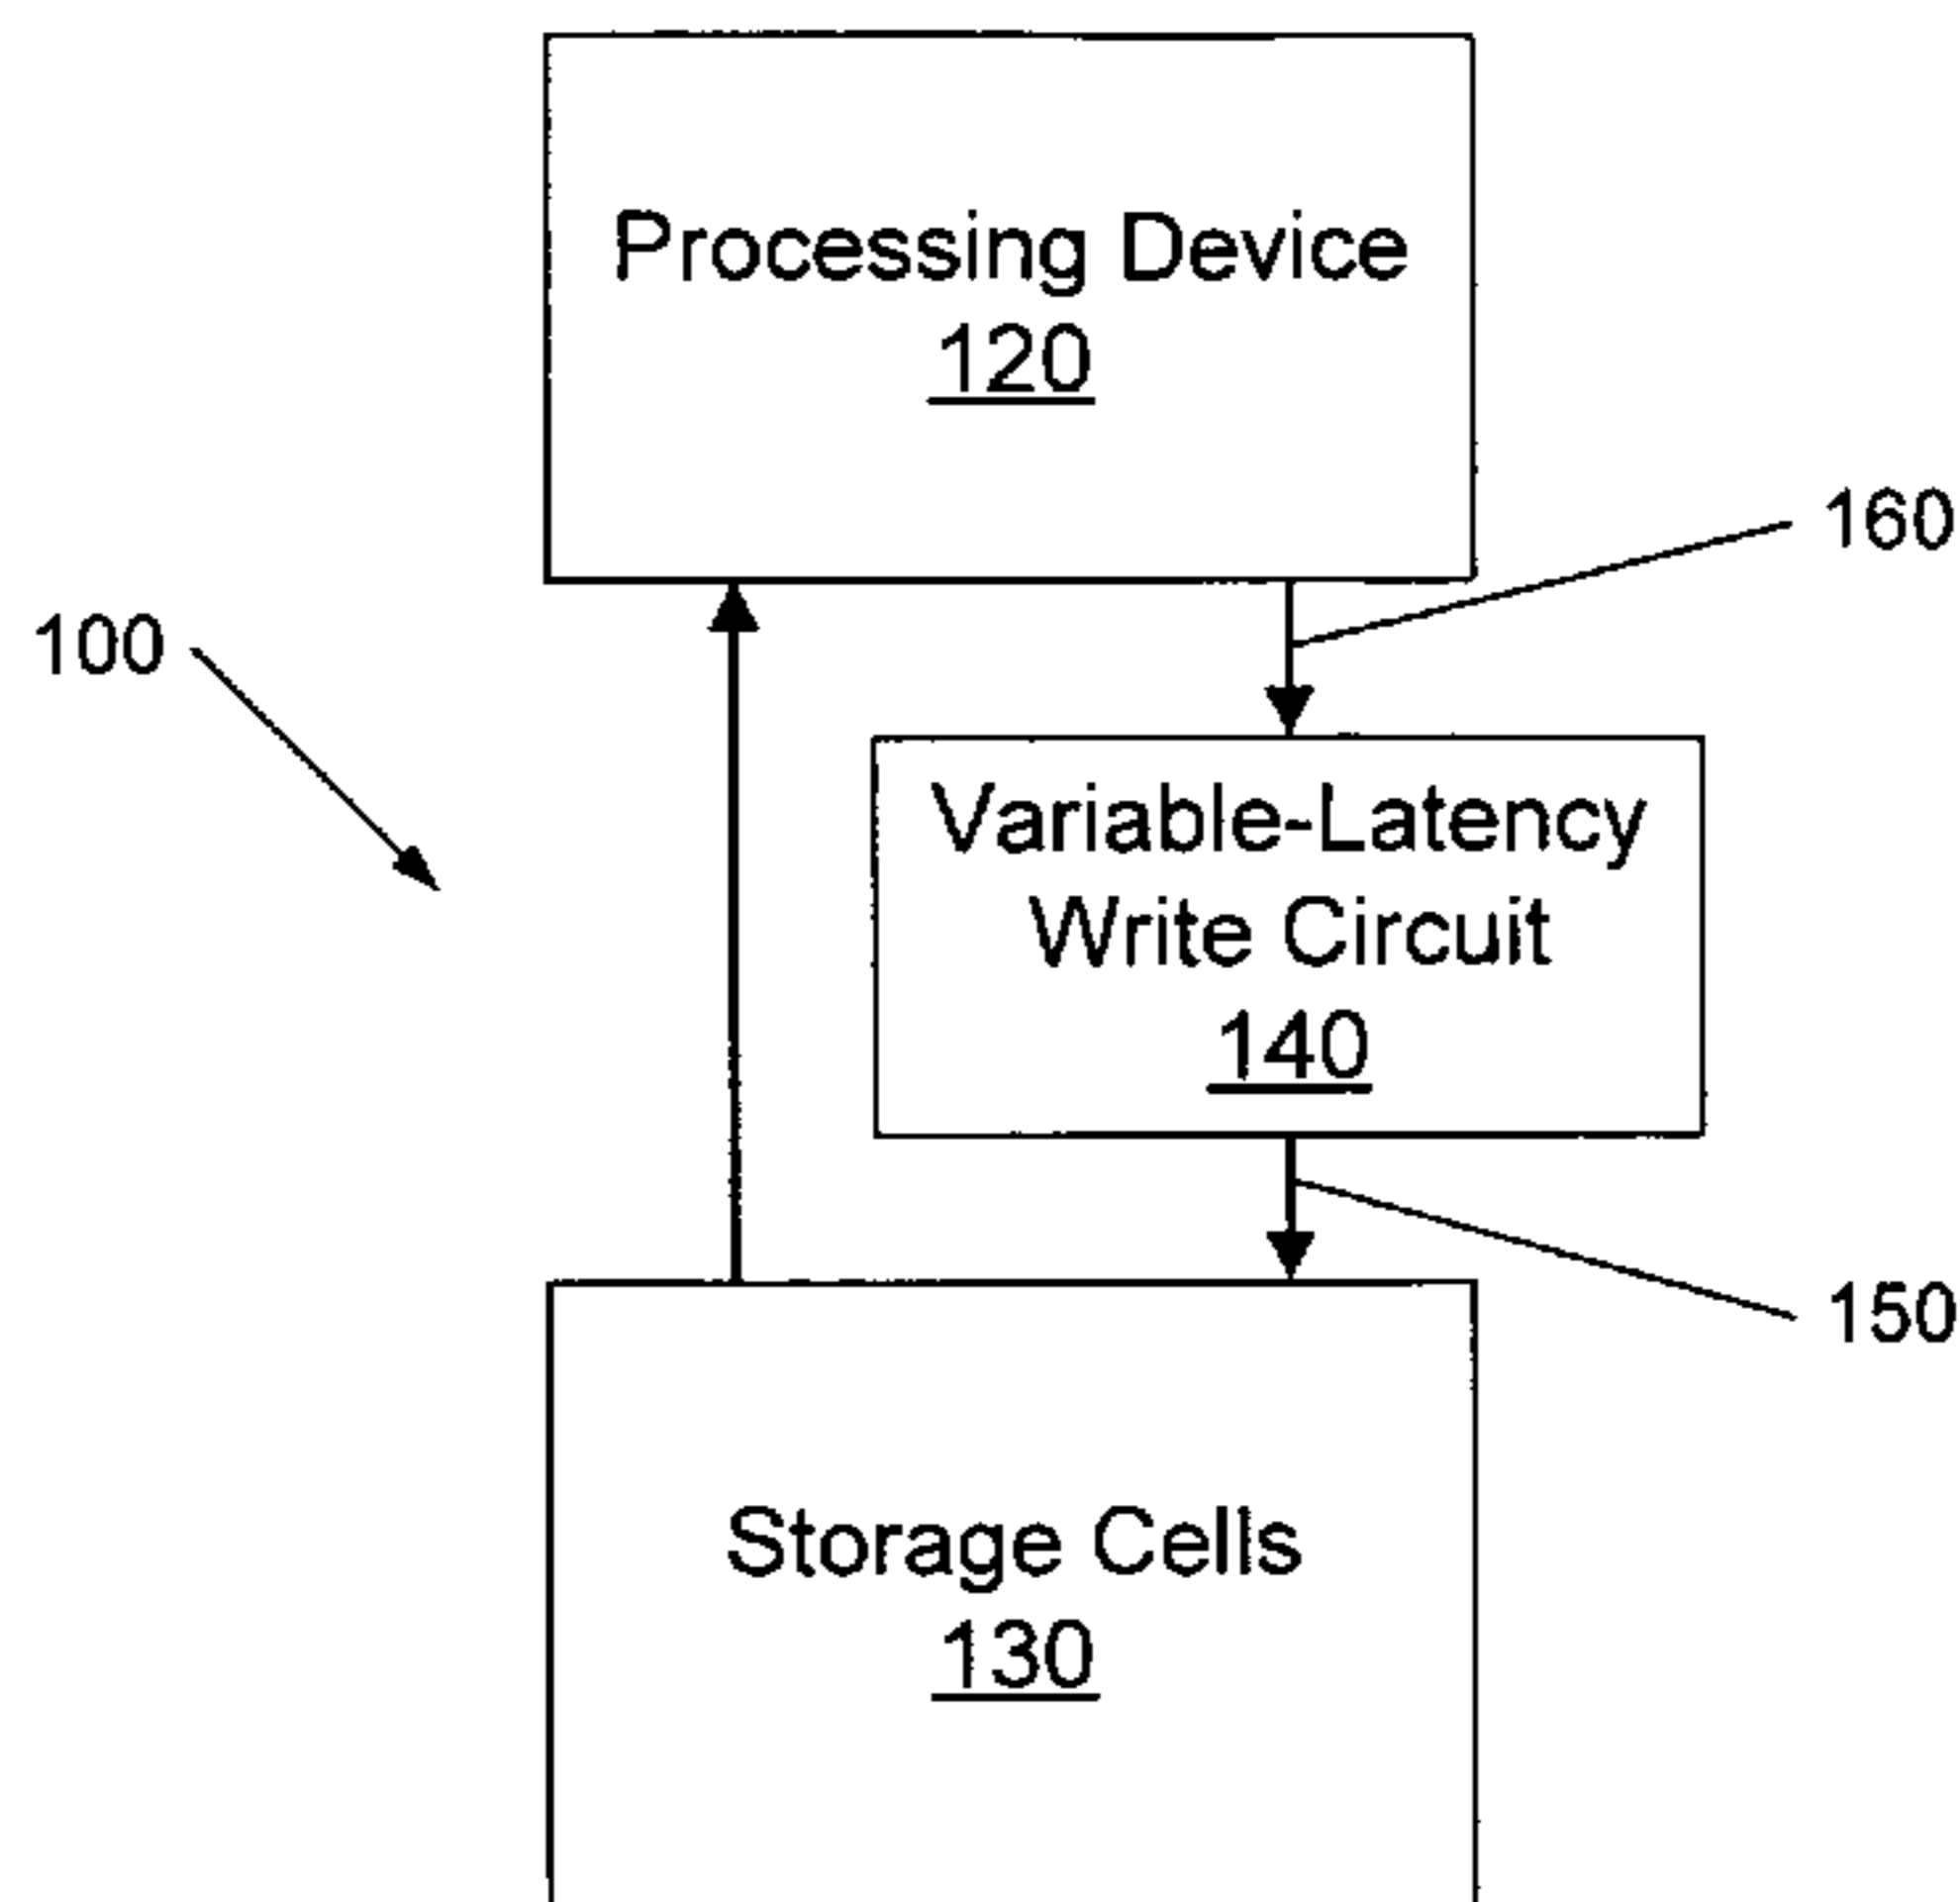 Processing Device
120
160
100
Variable-Latency
Write Circuit
140
150
Storage Cells
130